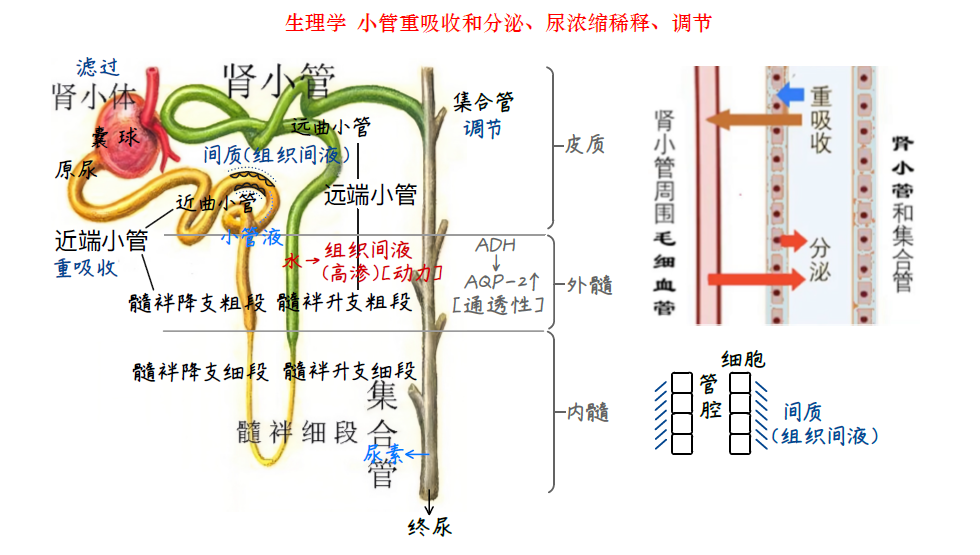 生理学 小管重吸收和分泌、尿浓缩稀释、调节
滤过
肾小体
肾小管
囊 球
原尿
远曲小管
集合管
调节
间质(组织间液)
皮质
近曲小管
远端小管
近端小管
重吸收
小管液
水→组织间液
(高渗)[动力]
ADH
↓
AQP-2↑
[通透性]
外髓
髓袢降支粗段
髓袢升支粗段
髓袢降支细段
髓袢升支细段
髓袢细段
集合管
尿素
内髓
终尿
肾小管周围毛细血管
重吸收
分泌
肾小管和集合管
细胞
管腔
间质
(组织间液)